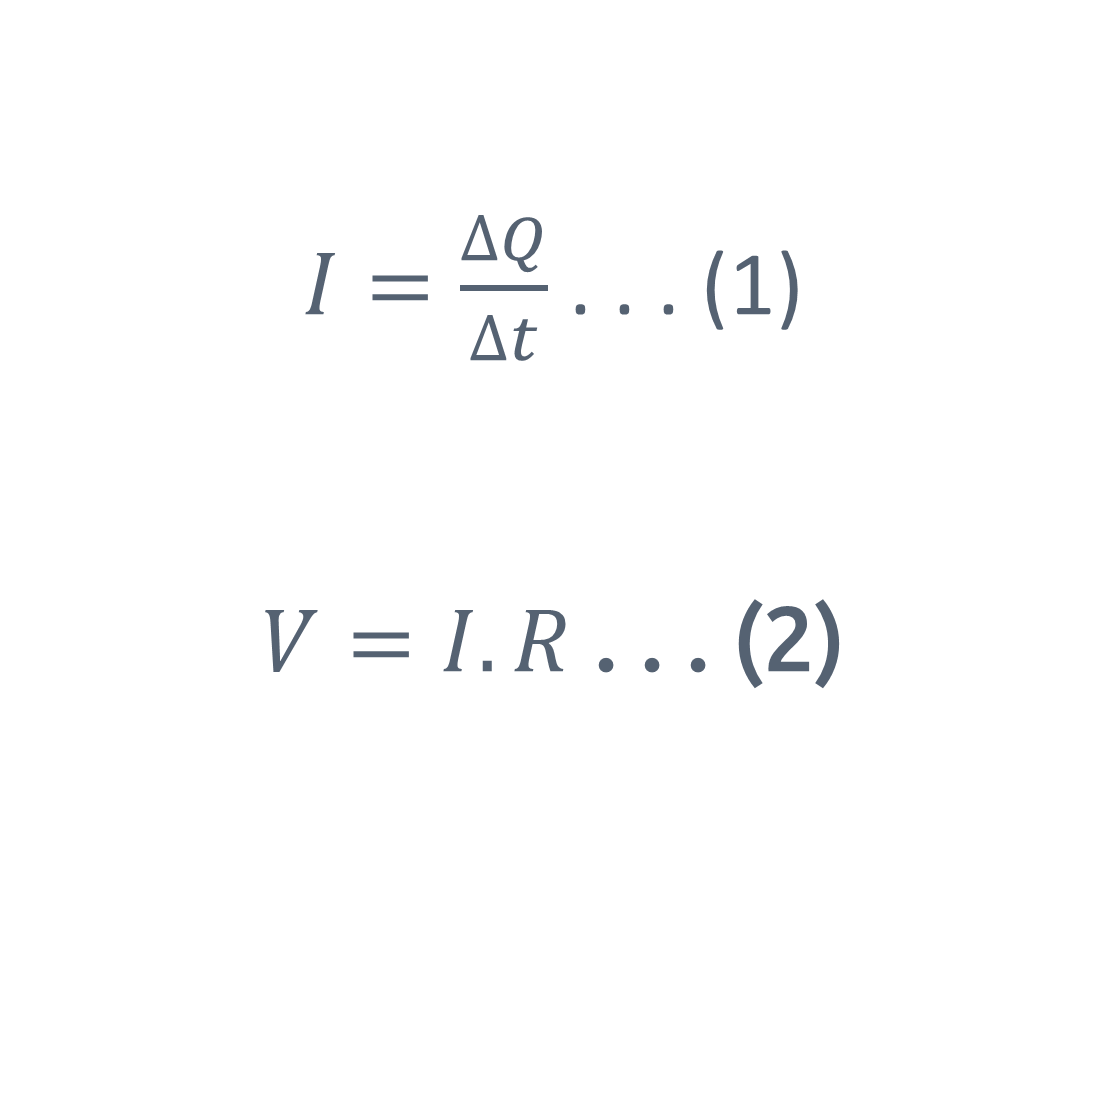 I = ΔQ/Δt . . . (1)
V = I.R . . . (2)